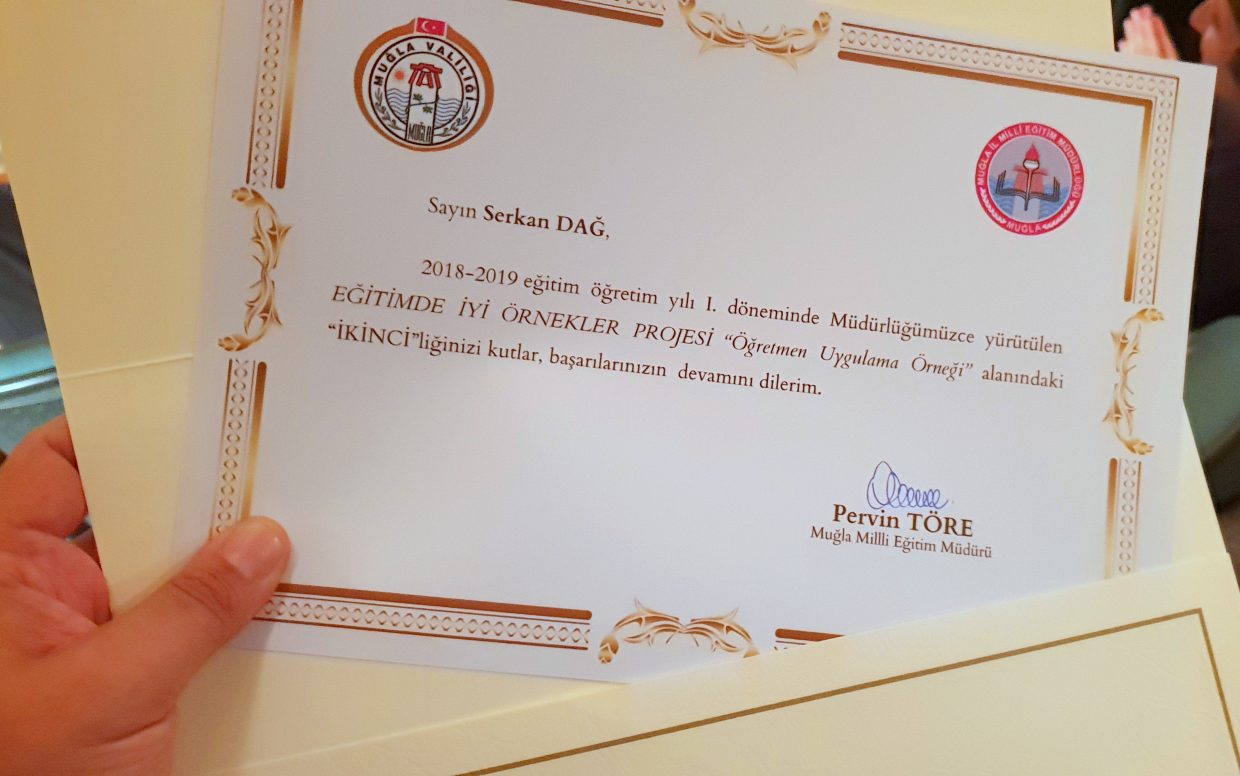 MUĞLA VALİLİĞİ
MUĞLA
MUĞLA İL MİLLİ EĞİTİM MÜDÜRLÜĞÜ
MUĞLA
Sayın Serkan DAĞ,
2018-2019 eğitim öğretim yılı I. döneminde Müdürlüğümüzce yürütülen
EĞİTİMDE İYİ ÖRNEKLER PROJESİ “Öğretmen Uygulama Örneği” alanındaki
“İKİNCİ”liğinizi kutlar, başarılarınızın devamını dilerim.
Pervin TÖRE
Muğla Millli Eğitim Müdürü